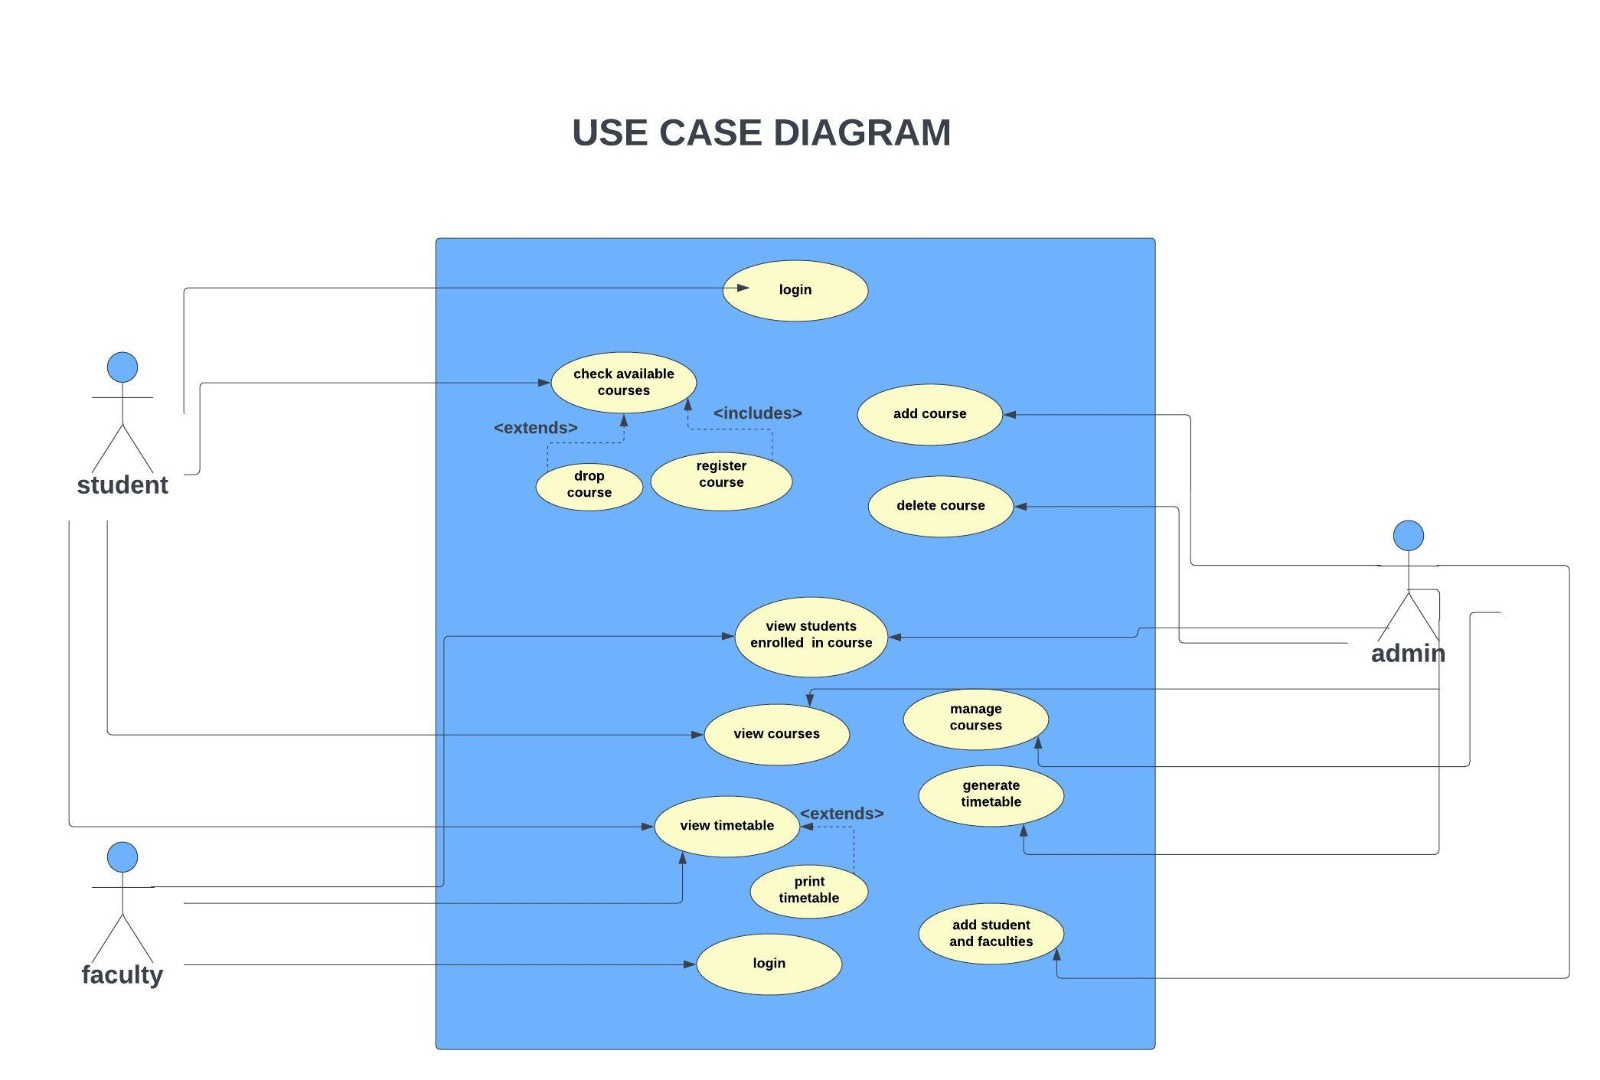 USE CASE DIAGRAM
login
check available
courses
<includes>
add course
<extends>
register
course
drop
course
student
delete course
view students
enrolled  in course
admin
manage
courses
view courses
generate
timetable
<extends>
view timetable
print
timetable
add student
and faculties
login
faculty